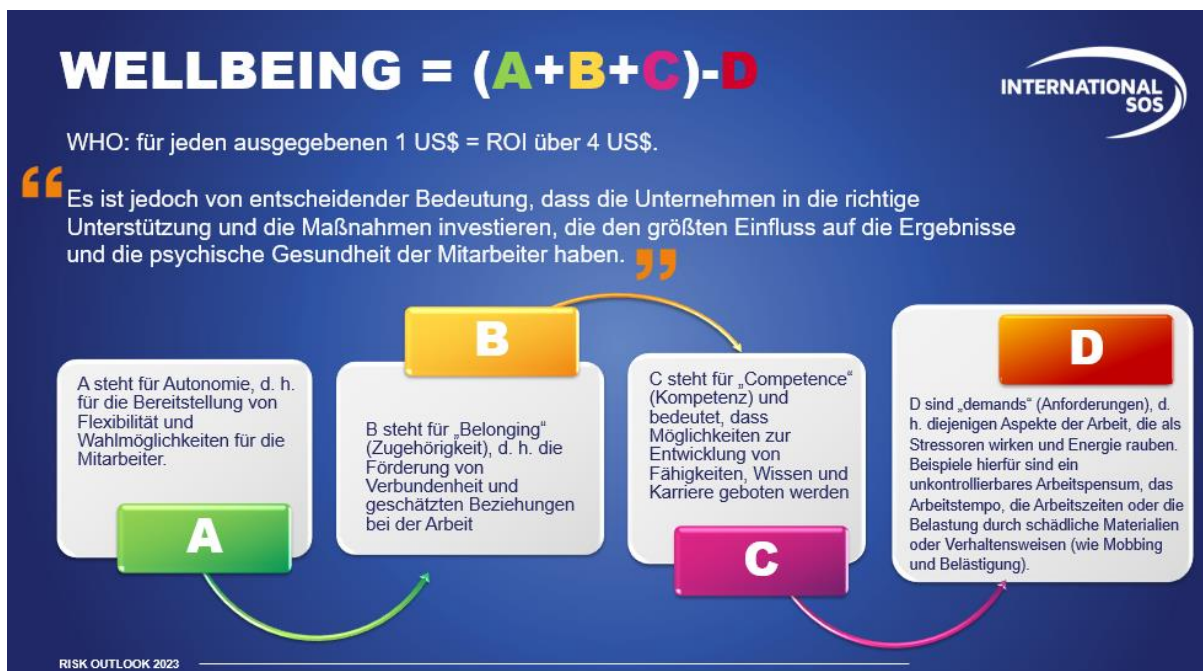 WELLBEING = (A+B+C)-D
INTERNATIONAL
SOS
WHO: für jeden ausgegebenen 1 US$ = ROI über 4 US$.
“
Es ist jedoch von entscheidender Bedeutung, dass die Unternehmen in die richtige
Unterstützung und die Maßnahmen investieren, die den größten Einfluss auf die Ergebnisse
und die psychische Gesundheit der Mitarbeiter haben.
”
A steht für Autonomie, d. h.
für die Bereitstellung von
Flexibilität und
Wahlmöglichkeiten für die
Mitarbeiter.
A
B
B steht für „Belonging“
(Zugehörigkeit), d. h. die
Förderung von
Verbundenheit und
geschätzten Beziehungen
bei der Arbeit
C steht für „Competence“
(Kompetenz) und
bedeutet, dass
Möglichkeiten zur
Entwicklung von
Fähigkeiten, Wissen und
Karriere geboten werden
C
D
D sind „demands“ (Anforderungen), d.
h. diejenigen Aspekte der Arbeit, die als
Stressoren wirken und Energie rauben.
Beispiele hierfür sind ein
unkontrollierbares Arbeitspensum, das
Arbeitstempo, die Arbeitszeiten oder die
Belastung durch schädliche Materialien
oder Verhaltensweisen (wie Mobbing
und Belästigung).
RISK OUTLOOK 2023